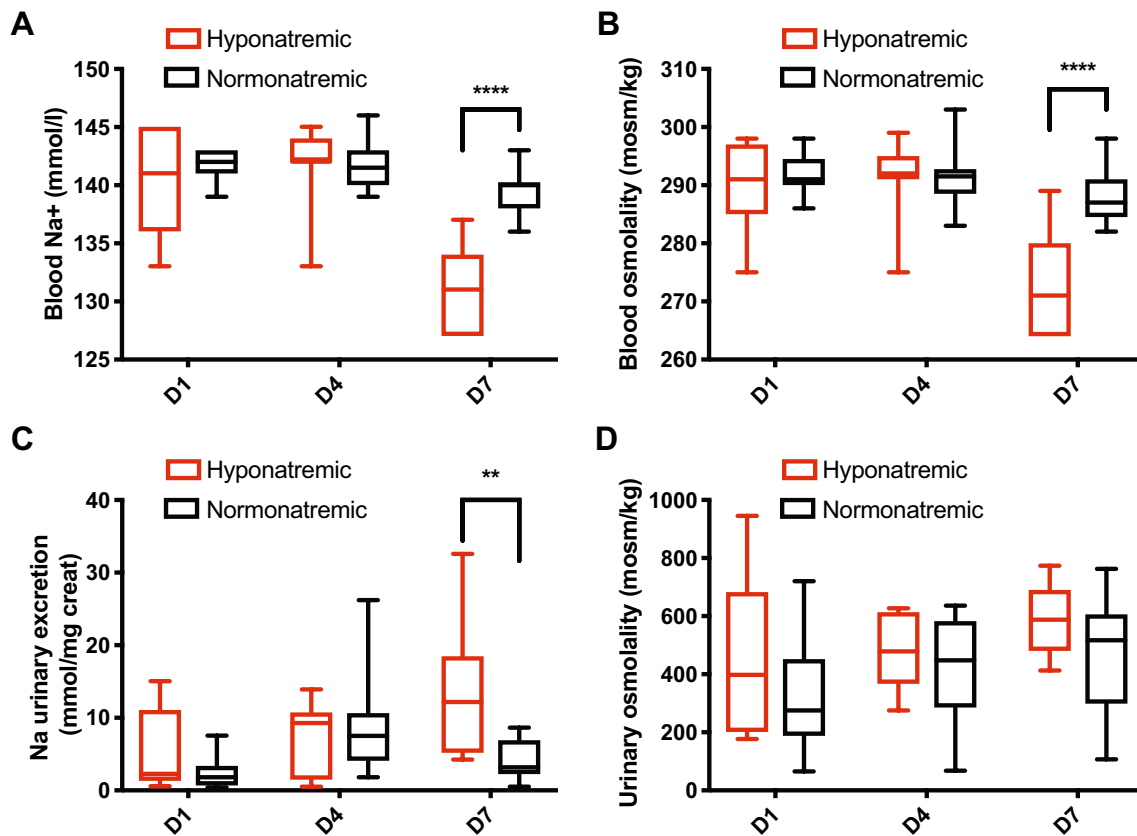 A
Hyponatremic
Normonatremic
Blood Na+ (mmol/l)
150
145
140
135
130
125
****
D1
D4
D7
B
Hyponatremic
Normonatremic
Blood osmolality (mosm/kg)
310
300
290
280
270
260
****
D1
D4
D7
C
Hyponatremic
Normonatremic
Na urinary excretion
(mmol/mg creat)
40
30
20
10
0
**
D1
D4
D7
D
Hyponatremic
Normonatremic
Urinary osmolality (mosm/kg)
1000
800
600
400
200
0
D1
D4
D7